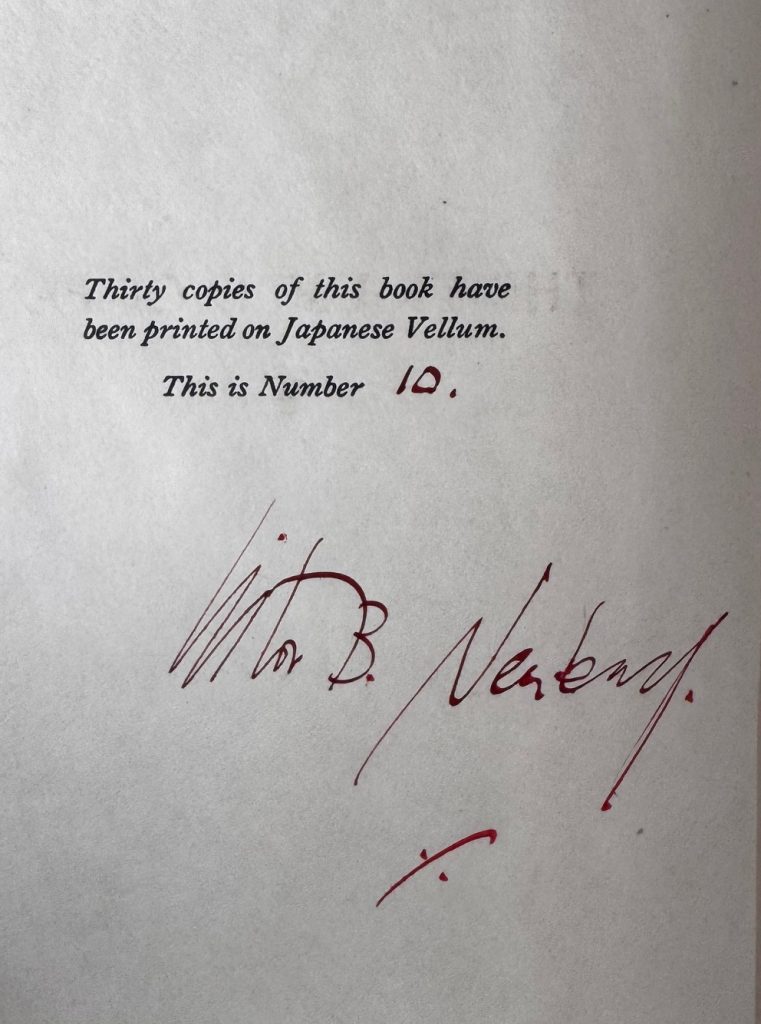 Thirty copies of this book have
been printed on Japanese Vellum.
This is Number 10.
Victor B. Neuburg.